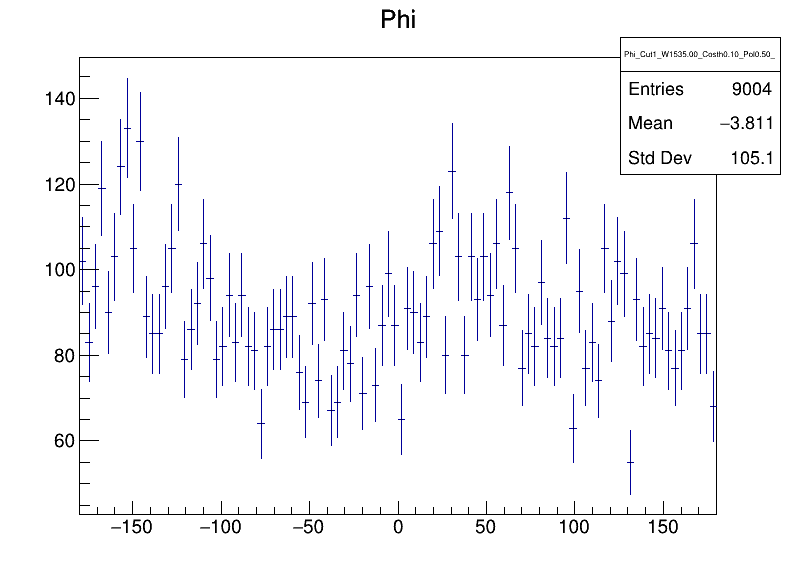 Phi
Phi_Cut1_W1535.00_Costh0.10_Pol0.50_
Entries 9004
Mean −3.811
Std Dev 105.1
140
120
100
80
60
−150 −100 −50 0 50 100 150